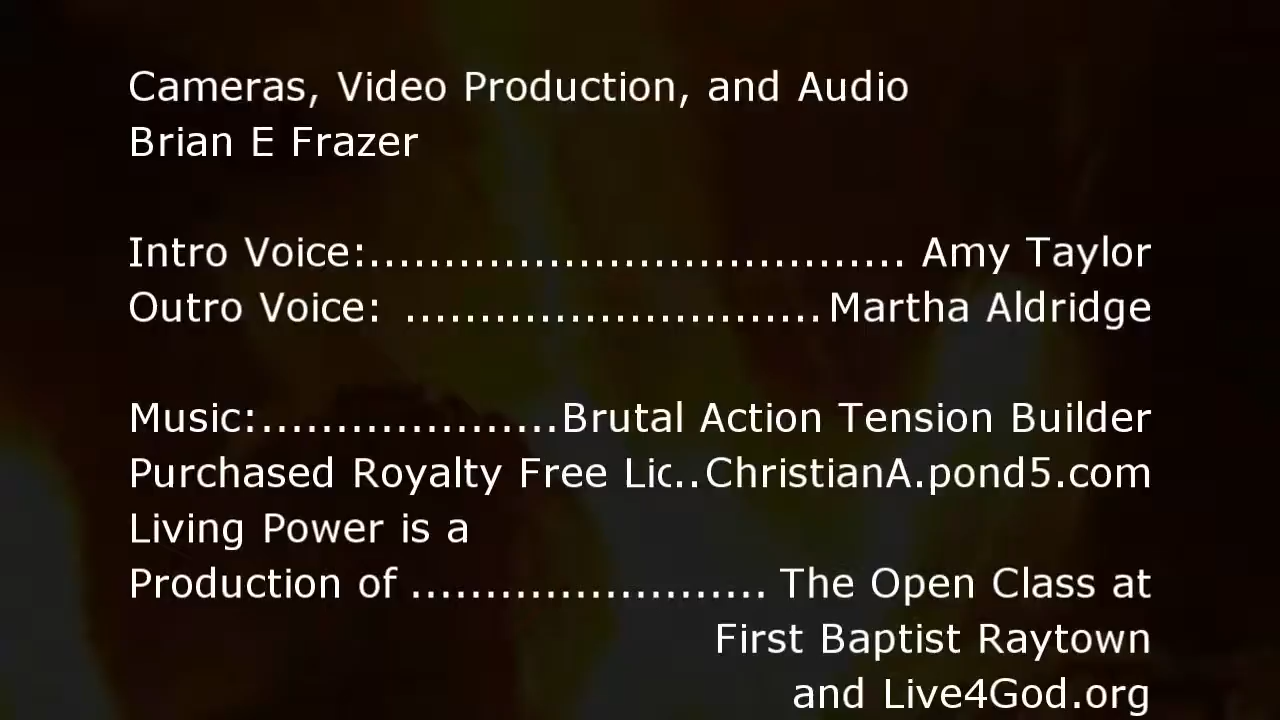 Cameras, Video Production, and Audio
Brian E Frazer
Intro Voice:.................................... Amy Taylor
Outro Voice: ............................Martha Aldridge
Music:....................Brutal Action Tension Builder
Purchased Royalty Free Lic..ChristianA.pond5.com
Living Power is a
Production of ........................ The Open Class at
First Baptist Raytown
and Live4God.org